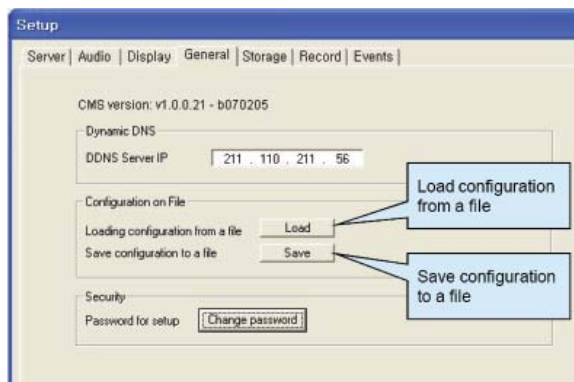 Setup
Server | Audio | Display | General | Storage | Record | Events |
CMS version: v1.0.0.21 - b070205
Dynamic DNS
DDNS Server IP 211 . 110 . 211 . 56
Configuration on File
Loading configuration from a file Load
Save configuration to a file Save
Security
Password for setup Change password
Load configuration
from a file
Save configuration
to a file